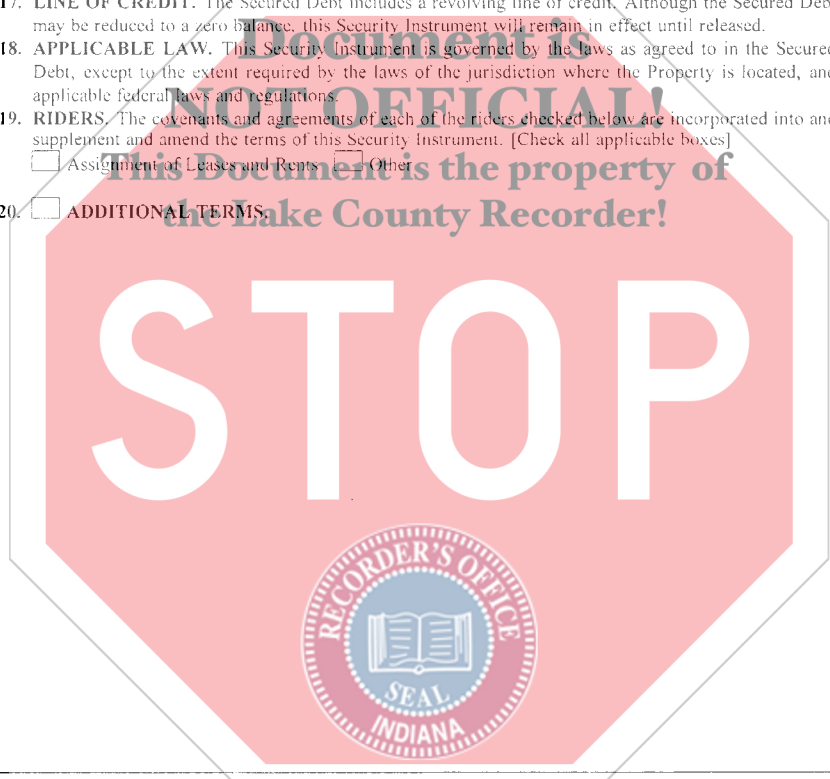 17. LINE OF CREDIT. The Secured Debt includes a revolving line of credit. Although the Secured Debt
may be reduced to a zero balance, this Security Instrument will remain in effect until released.
Document is
18. APPLICABLE LAW. This Security Instrument is governed by the laws as agreed to in the Secured
Debt, except to the extent required by the laws of the jurisdiction where the Property is located, and
applicable federal laws and regulations.
NOT OFFICIAL!
19. RIDERS. The covenants and agreements of each of the riders checked below are incorporated into and
supplement and amend the terms of this Security Instrument. [Check all applicable boxes]
Assignment of Leases and Rents Other
This Document is the property of
20. ADDITIONAL TERMS.
the Lake County Recorder!
STOP
RECORDER'S OFFICE
SEAL
INDIANA